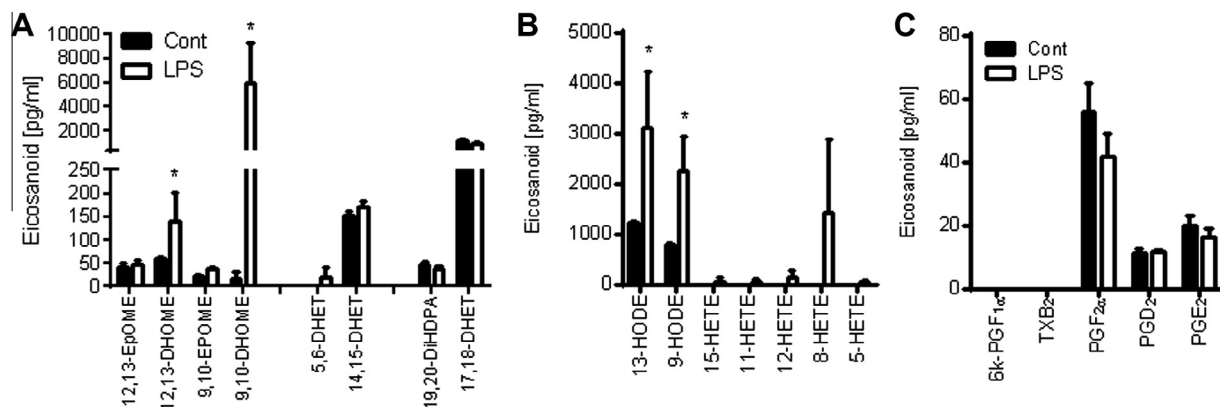 A
Eicosanoid [pg/ml]
10000
8000
6000
4000
2000
250
200
150
100
50
0
Cont
LPS
*
*
12,13-EpOME
12,13-DHOME
9,10-EPOME
9,10-DHOME
5,6-DHET
14,15-DHET
19,20-DiHDPA
17,18-DHET
B
Eicosanoid [pg/ml]
5000
4000
3000
2000
1000
0
*
*
13-HODE
9-HODE
15-HETE
11-HETE
12-HETE
8-HETE
5-HETE
C
Eicosanoid [pg/ml]
80
60
40
20
0
Cont
LPS
6k-PGF1α
TXB2
PGF2α
PGD2
PGE2